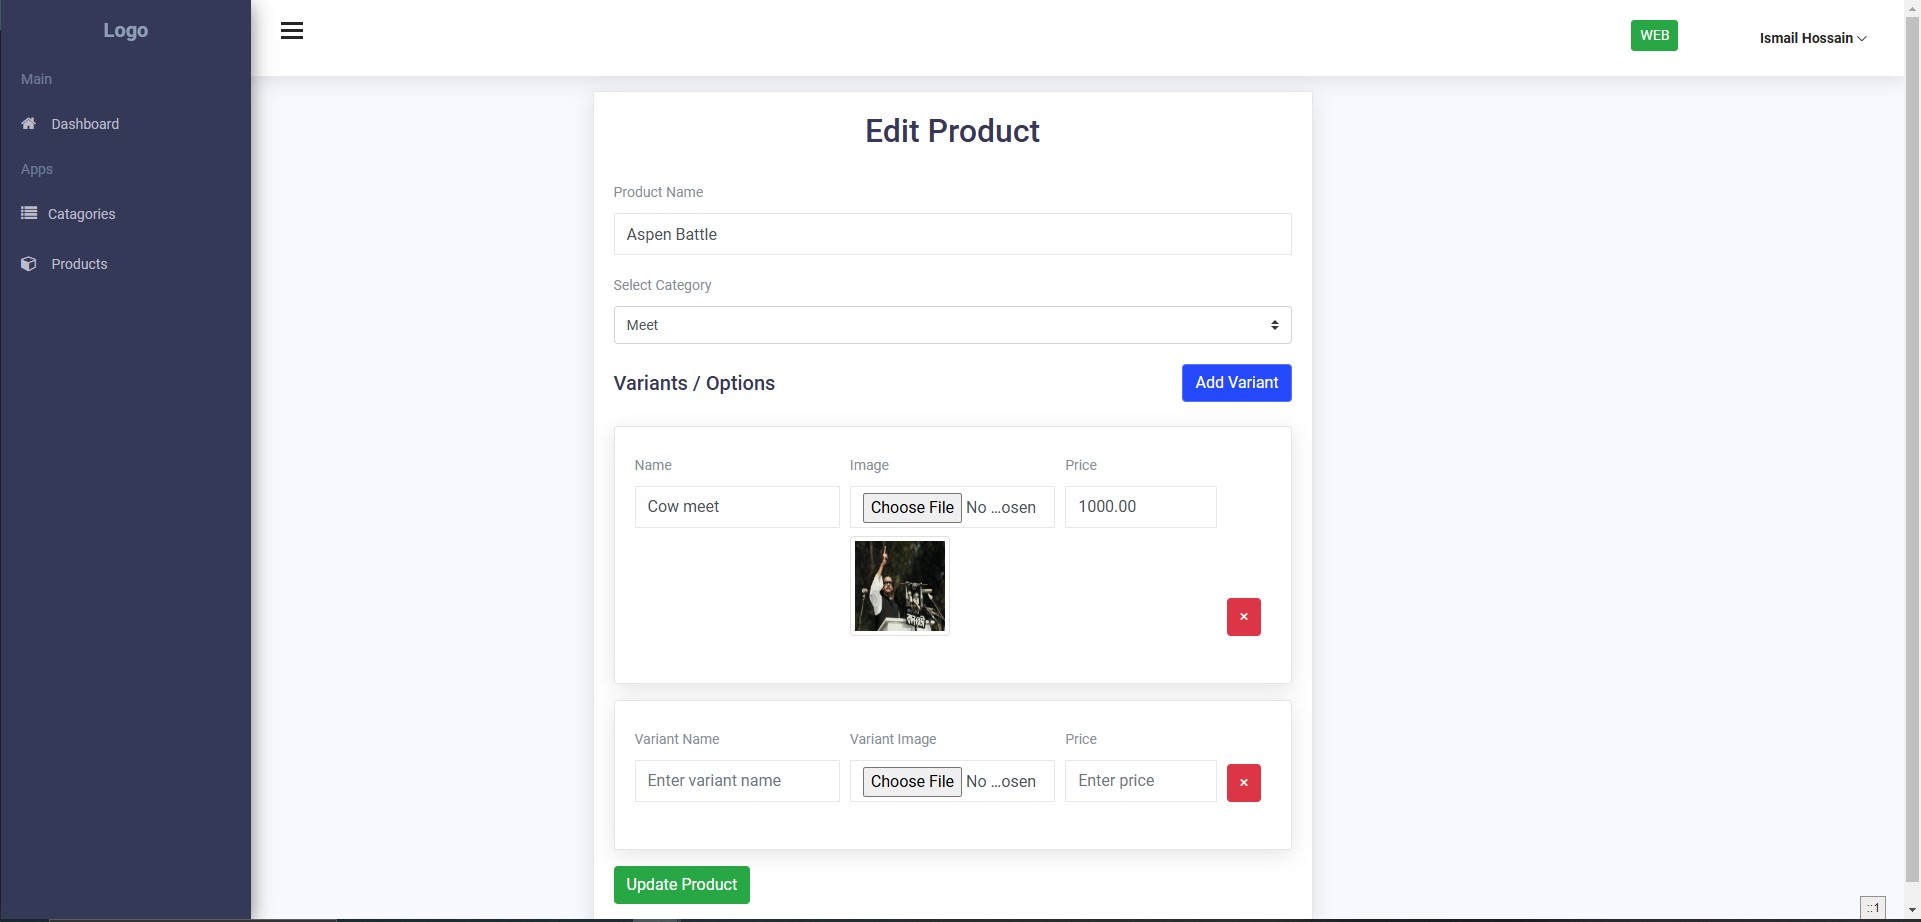 Logo
WEB
Ismail Hossain
Main
Dashboard
Apps
Catagories
Products
Edit Product
Product Name
Aspen Battle
Select Category
Meet
Variants / Options
Add Variant
Name Image Price
Cow meet Choose File No ...osen 1000.00
×
Variant Name Variant Image Price
Enter variant name Choose File No ...osen Enter price ×
Update Product
::1